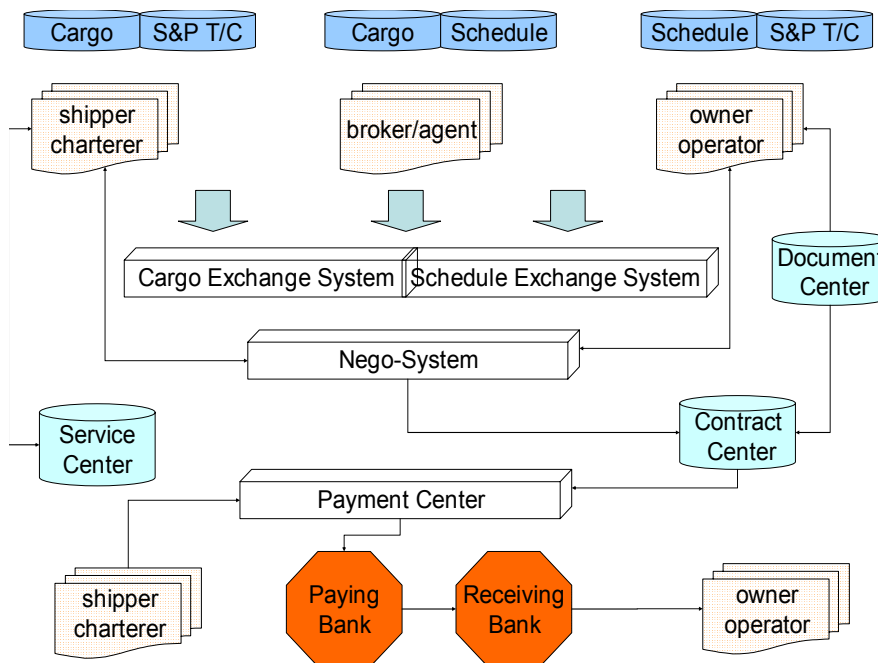 Cargo
S&P T/C
Cargo
Schedule
Schedule
S&P T/C
shipper
charterer
broker/agent
owner
operator
Cargo Exchange System
Schedule Exchange System
Document
Center
Nego-System
Service
Center
Contract
Center
Payment Center
shipper
charterer
Paying
Bank
Receiving
Bank
owner
operator